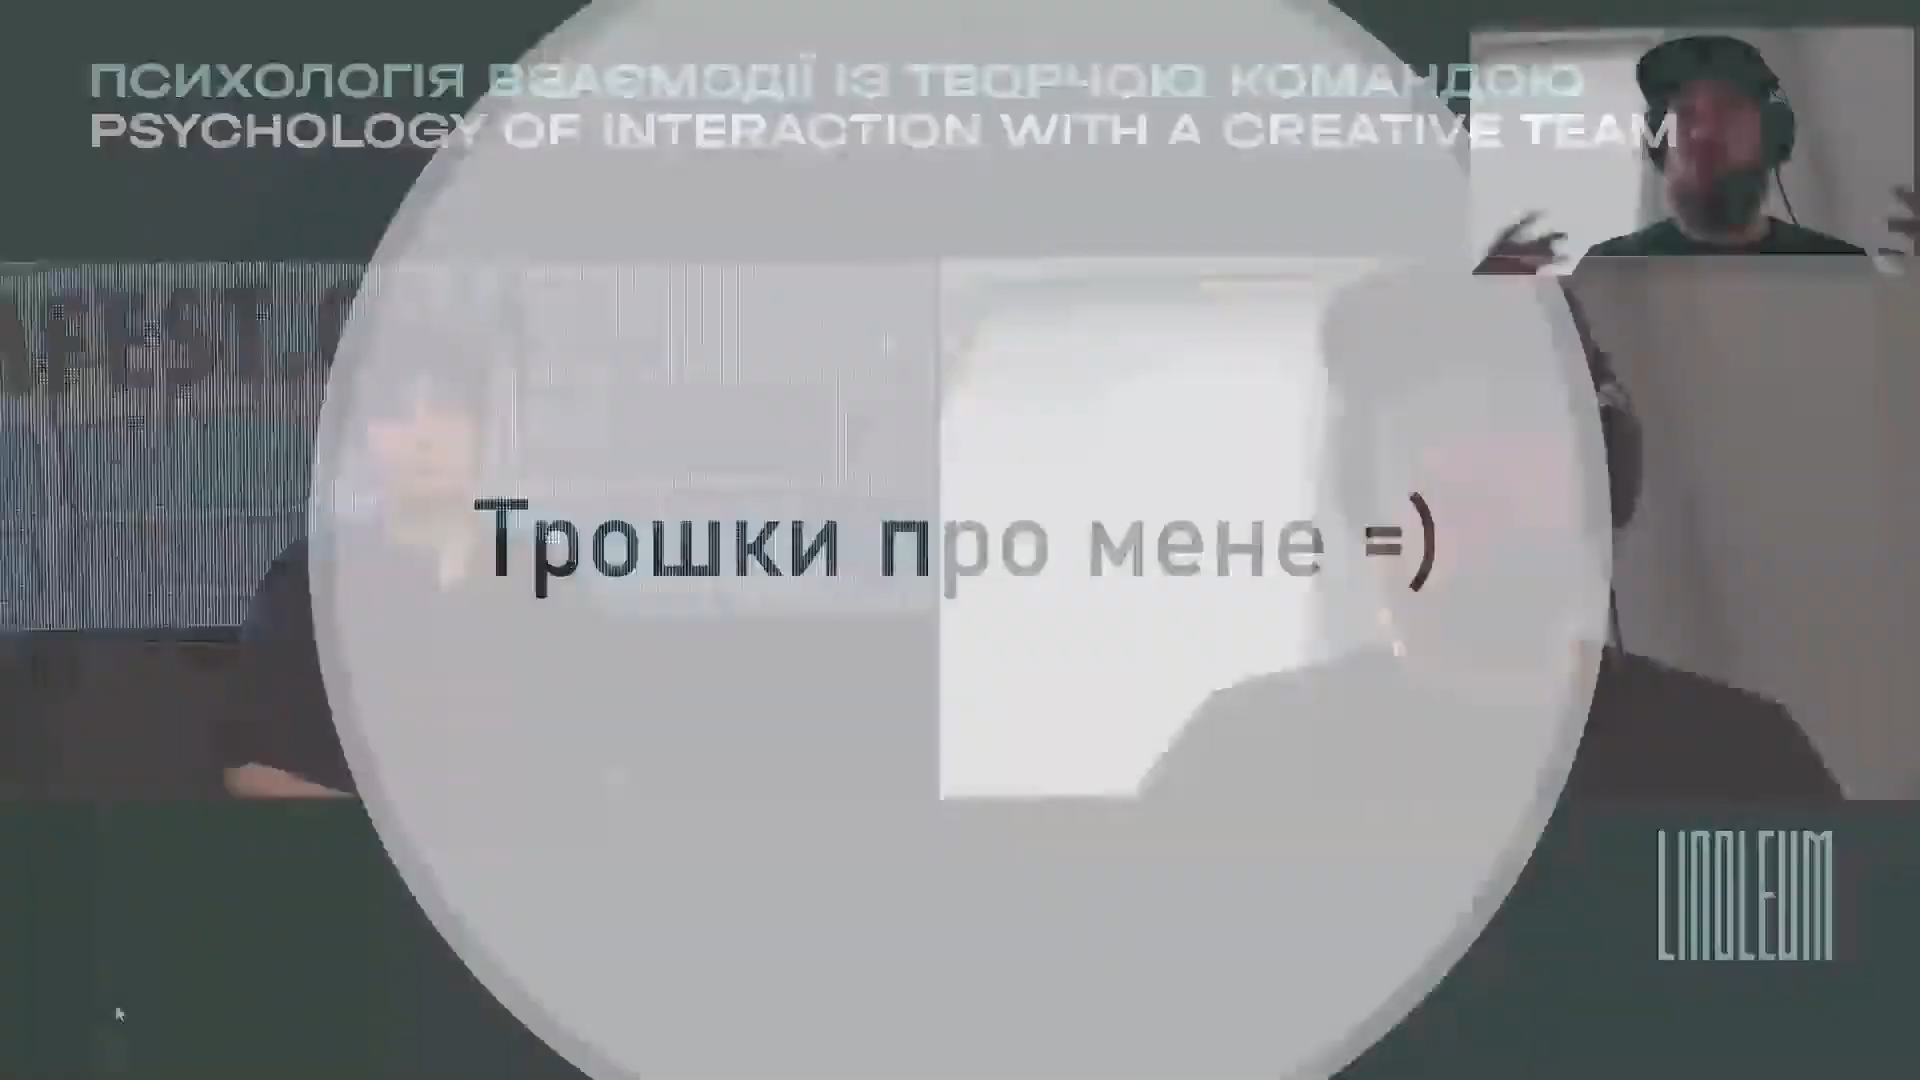 ПСИХОЛОГІЯ ВЗАЄМОДІЇ ІЗ ТВОРЧОЮ КОМАНДОЮ
PSYCHOLOGY OF INTERACTION WITH A CREATIVE TEAM
Трошки про мене =)
LINOLEUM